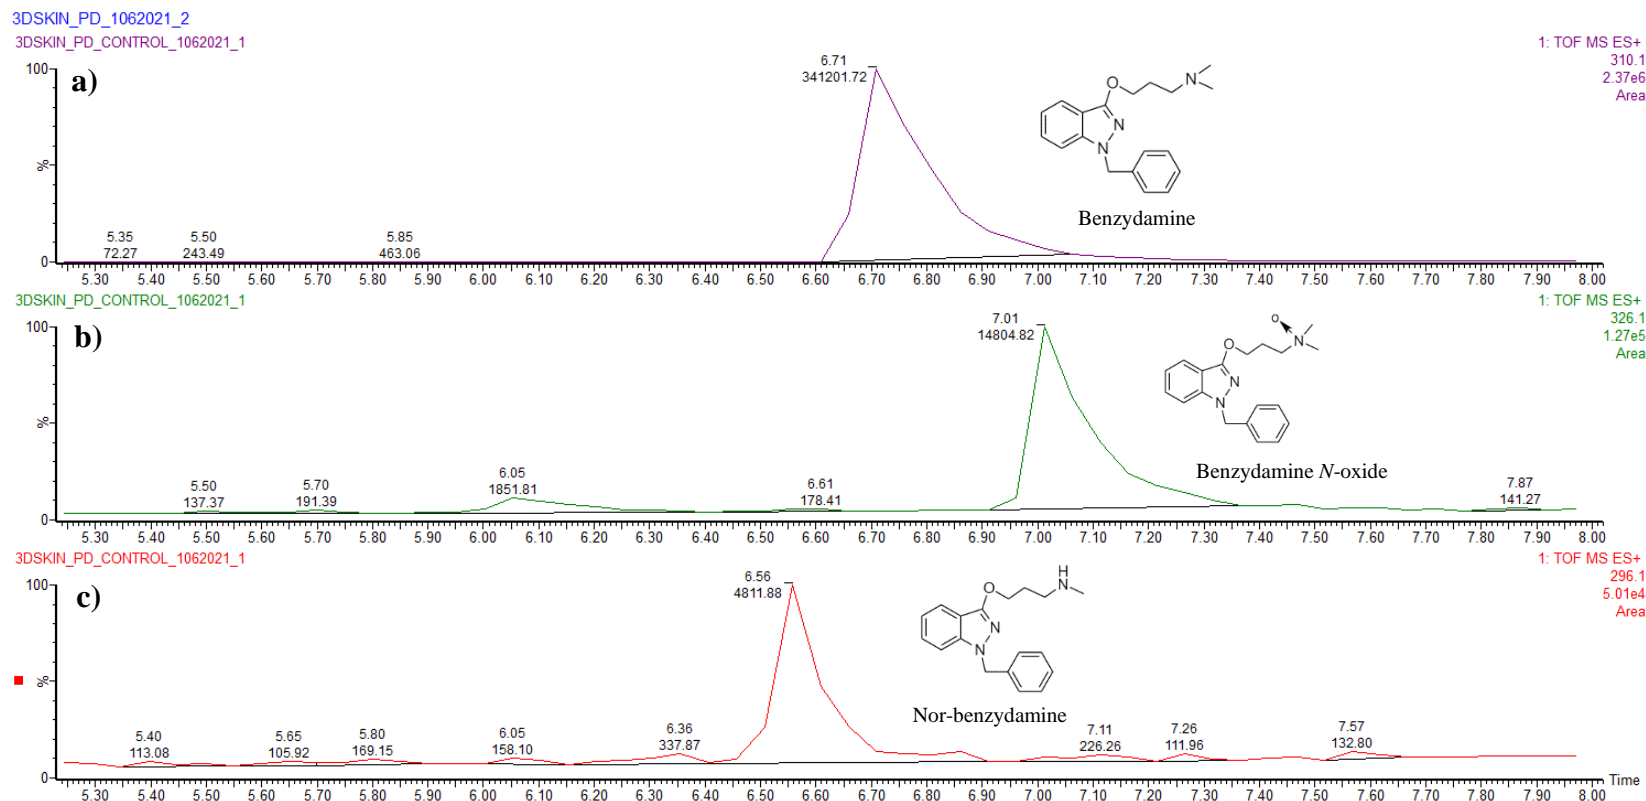 3DSKIN_PD_1062021_2
3DSKIN_PD_CONTROL_1062021_1
1: TOF MS ES+
310.1
2.37e6
Area
a)
100
%
0
6.71
341201.72
5.35
72.27
5.50
243.49
5.85
463.06
O
N
N
N
Benzydamine
5.30 5.40 5.50 5.60 5.70 5.80 5.90 6.00 6.10 6.20 6.30 6.40 6.50 6.60 6.70 6.80 6.90 7.00 7.10 7.20 7.30 7.40 7.50 7.60 7.70 7.80 7.90 8.00
3DSKIN_PD_CONTROL_1062021_1
1: TOF MS ES+
326.1
1.27e5
Area
b)
100
%
0
7.01
14804.82
5.50
137.37
5.70
191.39
6.05
1851.81
6.61
178.41
7.87
141.27
O
O
N
N
N
Benzydamine N-oxide
5.30 5.40 5.50 5.60 5.70 5.80 5.90 6.00 6.10 6.20 6.30 6.40 6.50 6.60 6.70 6.80 6.90 7.00 7.10 7.20 7.30 7.40 7.50 7.60 7.70 7.80 7.90 8.00
3DSKIN_PD_CONTROL_1062021_1
1: TOF MS ES+
296.1
5.01e4
Area
c)
100
%
0
6.56
4811.88
5.40
113.08
5.65
105.92
5.80
169.15
6.05
158.10
6.36
337.87
7.11
226.26
7.26
111.96
7.57
132.80
H
N
O
N
N
Nor-benzydamine
5.30 5.40 5.50 5.60 5.70 5.80 5.90 6.00 6.10 6.20 6.30 6.40 6.50 6.60 6.70 6.80 6.90 7.00 7.10 7.20 7.30 7.40 7.50 7.60 7.70 7.80 7.90 8.00
Time